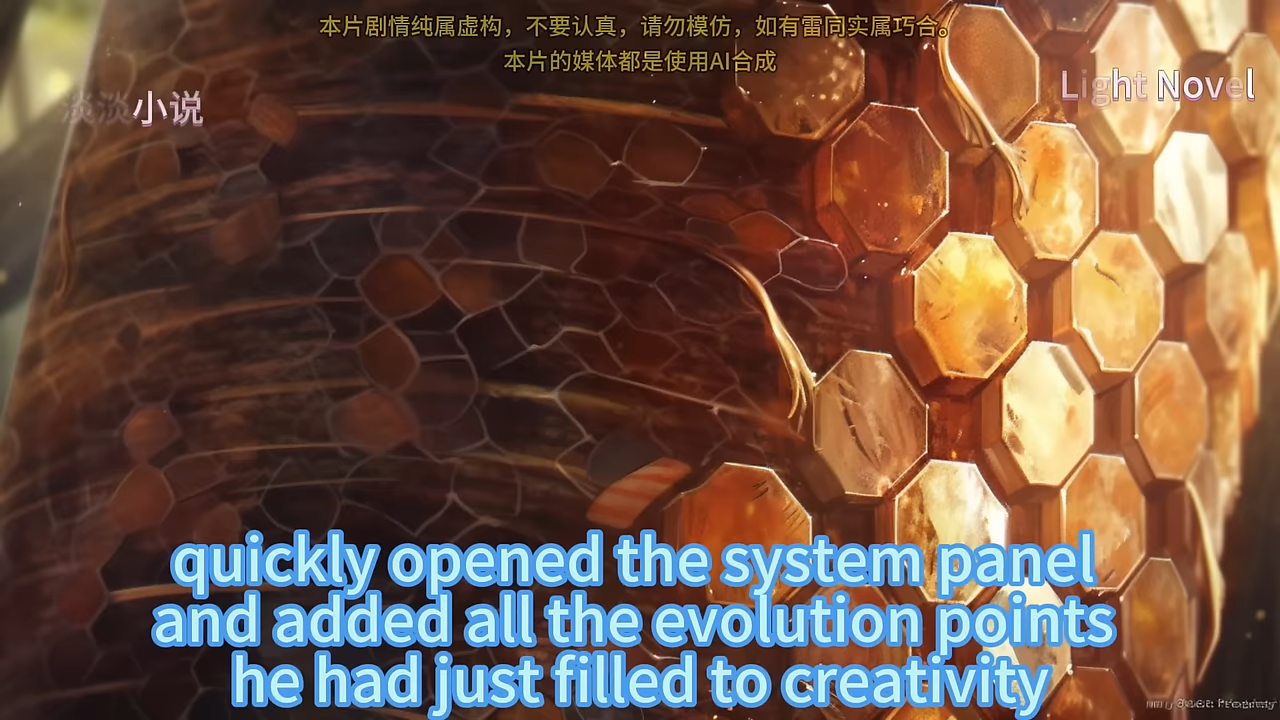 本片剧情纯属虚构，不要认真，请勿模仿，如有雷同实属巧合。
本片的媒体都是使用AI合成
淡淡小说
Light Novel
quickly opened the system panel
and added all the evolution points
he had just filled to creativity